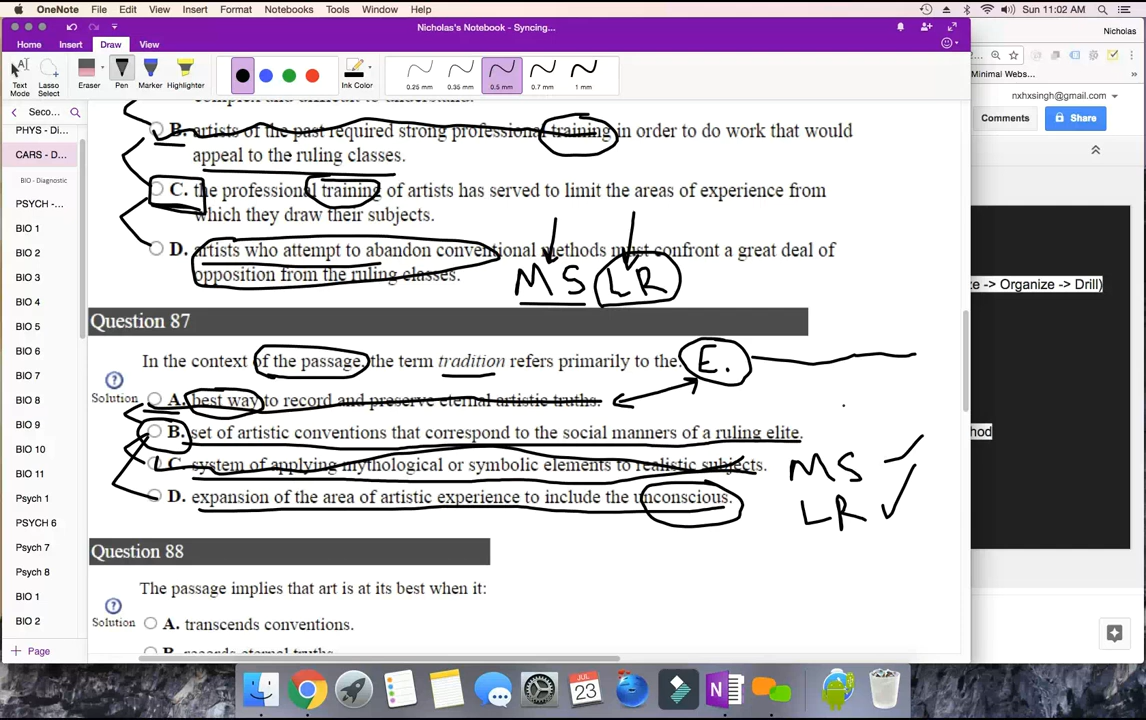 OneNote File Edit View Insert Format Notebooks Tools Window Help Sun 11:02 AM
Nicholas's Notebook - Syncing...
Nicholas
Home Insert Draw View
Text Mode
Lasso Select
Eraser
Pen
Marker
Highlighter
0.25 mm 0.35 mm 0.5 mm 0.7 mm 1 mm
Ink Color
Minimal Webs...
nxhxsingh@gmail.com
Comments Share
Seco...
PHYS - Di...
CARS - D...
BIO - Diagnostic
PSYCH -...
BIO 1
BIO 2
BIO 3
BIO 4
BIO 5
BIO 6
BIO 7
BIO 8
BIO 9
BIO 10
BIO 11
Psych 1
PSYCH 6
Psych 7
Psych 8
BIO 1
BIO 2
+ Page
complex and difficult to understand.
B. artists of the past required strong professional training in order to do work that would
appeal to the ruling classes.
C. the professional training of artists has served to limit the areas of experience from
which they draw their subjects.
D. artists who attempt to abandon conventional methods must confront a great deal of
opposition from the ruling classes.
M S L R
Question 87
In the context of the passage, the term tradition refers primarily to the:
E.
Solution
A. best way to record and preserve eternal artistic truths.
B. set of artistic conventions that correspond to the social manners of a ruling elite.
C. system of applying mythological or symbolic elements to realistic subjects.
D. expansion of the area of artistic experience to include the unconscious.
M S
L R
Question 88
The passage implies that art is at its best when it:
Solution
A. transcends conventions.
B. records eternal truths.
ze -> Organize -> Drill)
hod
JUL
23